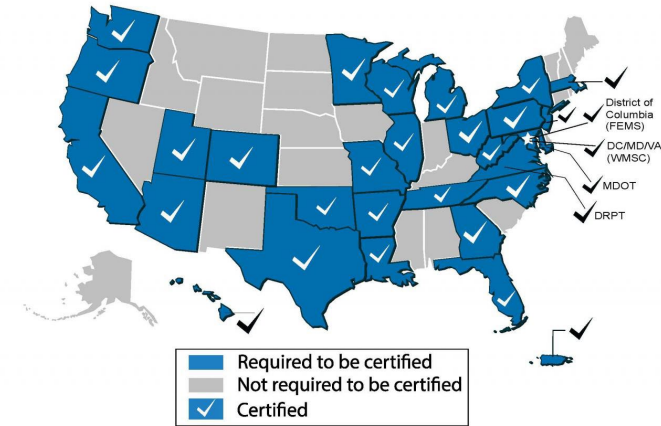 District of
Columbia
(FEMS)
DC/MD/VA
(WMSC)
MDOT
DRPT
Required to be certified
Not required to be certified
Certified